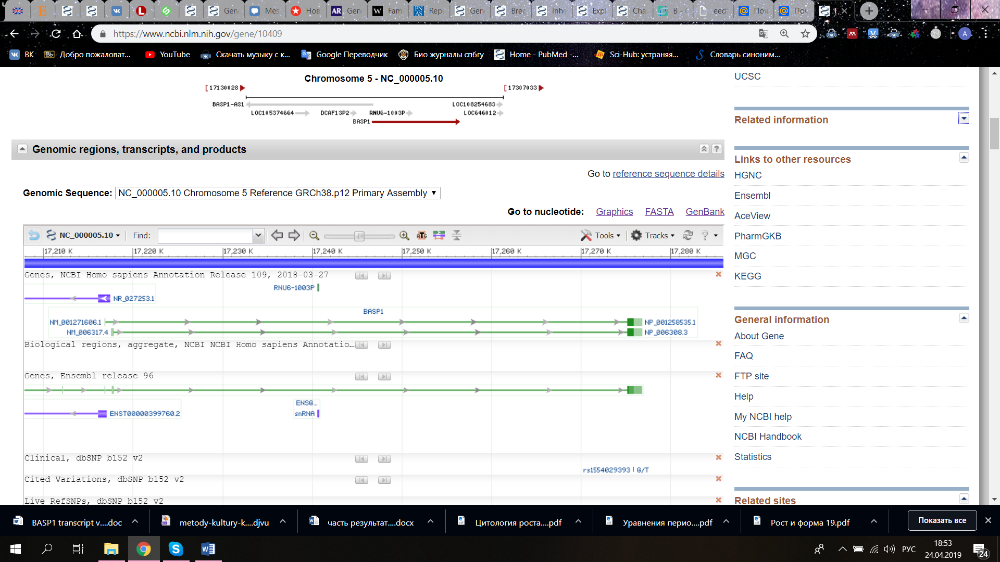 Gen
Mes
Нов
Gen
Fam
Rep
Gen
Brea
Inhe
Expl
Cha
B - C
eed
Поч
Поч
https://www.ncbi.nlm.nih.gov/gene/10409
ВК
Добро пожаловат...
YouTube
Скачать музыку с к...
Google Переводчик
Био журналы спбгу
Home - PubMed -...
Sci-Hub: устраняя...
Словарь синоним...
Chromosome 5 - NC_000005.10
[17130028
[17307033
BASP1-AS1
LOC108254683
LOC105374664
DCAF13P2
RNU6-1003P
LOC646012
BASP1
Genomic regions, transcripts, and products
Go to reference sequence details
Genomic Sequence: NC_000005.10 Chromosome 5 Reference GRCh38.p12 Primary Assembly
Go to nucleotide: Graphics FASTA GenBank
NC_000005.10
Find:
Tools
Tracks
17,210 K
17,220 K
17,230 K
17,240 K
17,250 K
17,260 K
17,270 K
17,280 K
Genes, NCBI Homo sapiens Annotation Release 109, 2018-03-27
RNU6-1003P
NR_027253.1
BASP1
NM_001271606.1
NP_001258535.1
NM_006317.4
NP_006308.3
Biological regions, aggregate, NCBI NCBI Homo sapiens Annotatio...
Genes, Ensembl release 96
ENSG...
ENST00000399760.2
snRNA
Clinical, dbSNP b152 v2
rs1554029393 G/T
Cited Variations, dbSNP b152 v2
Live RefSNPs, dbSNP b152 v2
UCSC
Related information
Links to other resources
HGNC
Ensembl
AceView
PharmGKB
MGC
KEGG
General information
About Gene
FAQ
FTP site
Help
My NCBI help
NCBI Handbook
Statistics
Related sites
BASP1 transcript v....doc
metody-kultury-k....djvu
часть результат....docx
Цитология роста....pdf
Уравнения перио....pdf
Рост и форма 19.pdf
Показать все
РУС
18:53
24.04.2019
24